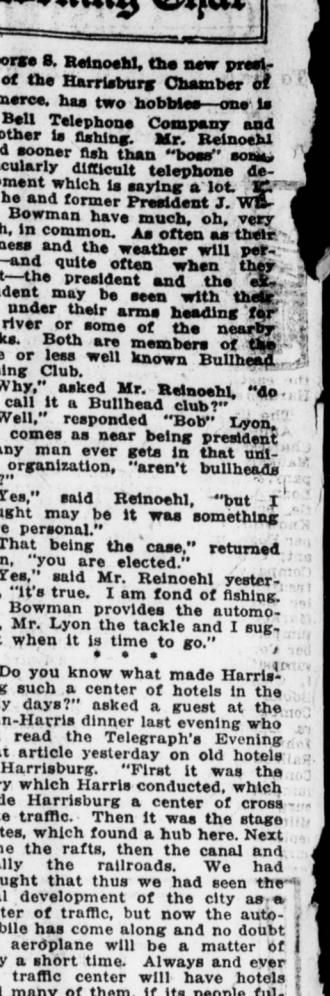 Evening Chat
orge S. Reinoehl, the new presi-
of the Harrisburg Chamber of
merce, has two hobbies—one is
Bell Telephone Company and
other is fishing. Mr. Reinoehl
d sooner fish than "boss" some
cularly difficult telephone de-
ment which is saying a lot.
he and former President J. Wil-
Bowman have much, oh, very
h, in common. As often as their
ness and the weather will per-
—and quite often when they
t—the president and the ex-
dent may be seen with their
under their arms heading for
river or some of the nearby
ks. Both are members of the
e or less well known Bullhead
ing Club.
Why," asked Mr. Reinoehl, "do
call it a Bullhead club?"
Well," responded "Bob" Lyon,
comes as near being president
any man ever gets in that uni-
organization, "aren't bullheads
?"
Yes," said Reinoehl, "but I
ught may be it was something
e personal."
That being the case," returned
n, "you are elected."
Yes," said Mr. Reinoehl yester-
, "it's true. I am fond of fishing.
Bowman provides the automo-
, Mr. Lyon the tackle and I sug-
t when it is time to go."
* * *
Do you know what made Harris-
g such a center of hotels in the
y days?" asked a guest at the
n-Harris dinner last evening who
read the Telegraph's Evening
t article yesterday on old hotels
Harrisburg. "First it was the
ry which Harris conducted, which
de Harrisburg a center of cross
e traffic. Then it was the stage
tes, which found a hub here. Next
ne the rafts, then the canal and
lly the railroads. We had
ught that thus we had seen the
l development of the city as a
ter of traffic, but now the auto-
bile has come along and no doubt
aeroplane will be a matter of
y a short time. Always and ever
traffic center will have hotels
many of them, if its people ful-